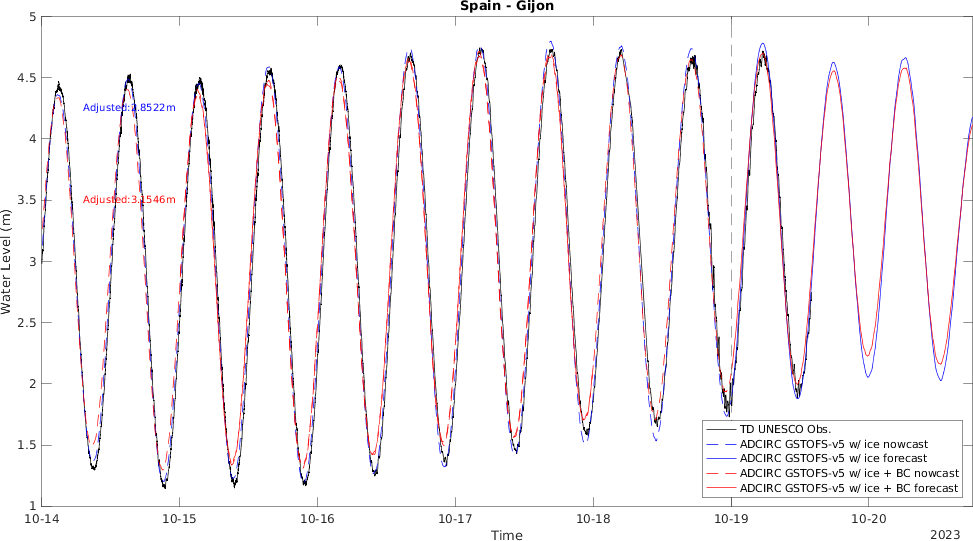 Spain - Gijon
5
4.5
4
3.5
3
2.5
2
1.5
1
Water Level (m)
Adjusted:2.8522m
Adjusted:3.1546m
TD UNESCO Obs.
ADCIRC GSTOFS-v5 w/ ice nowcast
ADCIRC GSTOFS-v5 w/ ice forecast
ADCIRC GSTOFS-v5 w/ ice + BC nowcast
ADCIRC GSTOFS-v5 w/ ice + BC forecast
10-14 10-15 10-16 10-17 10-18 10-19 10-20
Time
2023